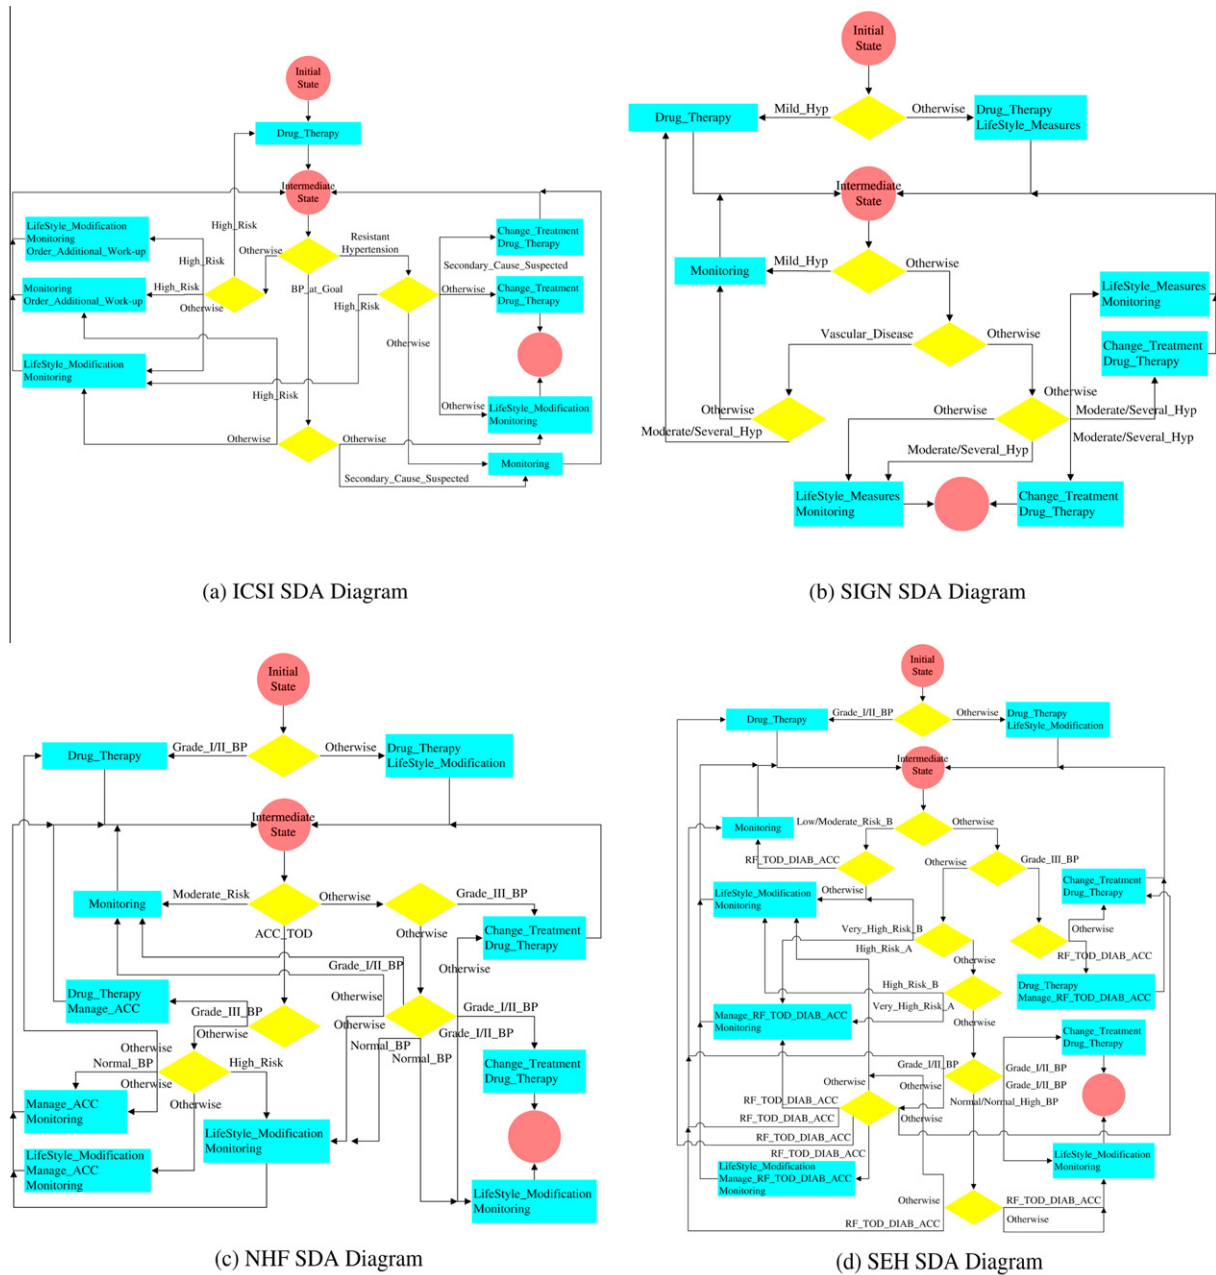 Initial
State
Drug_Therapy
Intermediate
State
High_Risk
LifeStyle_Modification
Monitoring
Order_Additional_Work-up
Otherwise
Resistant
Hypertension
Change_Treatment
Drug_Therapy
Secondary_Cause_Suspected
High_Risk
Monitoring
Order_Additional_Work-up
High_Risk
Otherwise
BP_at_Goal
High_Risk
Otherwise
Change_Treatment
Drug_Therapy
Otherwise
LifeStyle_Modification
Monitoring
High_Risk
Otherwise
LifeStyle_Modification
Monitoring
Otherwise
Otherwise
Monitoring
Secondary_Cause_Suspected
(a) ICSI SDA Diagram
Initial
State
Drug_Therapy
Mild_Hyp
Otherwise
Drug_Therapy
LifeStyle_Measures
Intermediate
State
Monitoring
Mild_Hyp
Otherwise
LifeStyle_Measures
Monitoring
Vascular_Disease
Otherwise
Change_Treatment
Drug_Therapy
Otherwise
Otherwise
Otherwise
Moderate/Several_Hyp
Moderate/Several_Hyp
Moderate/Several_Hyp
Moderate/Several_Hyp
LifeStyle_Measures
Monitoring
Change_Treatment
Drug_Therapy
(b) SIGN SDA Diagram
Initial
State
Drug_Therapy
Grade_I/II_BP
Otherwise
Drug_Therapy
LifeStyle_Modification
Intermediate
State
Monitoring
Moderate_Risk
Otherwise
Grade_III_BP
ACC_TOD
Otherwise
Change_Treatment
Drug_Therapy
Grade_I/II_BP
Otherwise
Drug_Therapy
Manage_ACC
Grade_III_BP
Otherwise
Otherwise
Grade_I/II_BP
Grade_I/II_BP
Otherwise
Normal_BP
High_Risk
Normal_BP
Normal_BP
Change_Treatment
Drug_Therapy
Otherwise
Otherwise
Manage_ACC
Monitoring
LifeStyle_Modification
Monitoring
LifeStyle_Modification
Manage_ACC
Monitoring
LifeStyle_Modification
Monitoring
(c) NHF SDA Diagram
Initial
State
Drug_Therapy
Grade_I/II_BP
Otherwise
Drug_Therapy
LifeStyle_Modification
Intermediate
State
Monitoring
Low/Moderate_Risk_B
Otherwise
RF_TOD_DIAB_ACC
Otherwise
Grade_III_BP
Change_Treatment
Drug_Therapy
LifeStyle_Modification
Monitoring
Otherwise
Very_High_Risk_B
High_Risk_A
Otherwise
Otherwise
RF_TOD_DIAB_ACC
High_Risk_B
Very_High_Risk_A
Drug_Therapy
Manage_RF_TOD_DIAB_ACC
Manage_RF_TOD_DIAB_ACC
Monitoring
Otherwise
Change_Treatment
Drug_Therapy
Grade_I/II_BP
Otherwise
Otherwise
Grade_I/II_BP
Grade_I/II_BP
Normal/Normal_High_BP
RF_TOD_DIAB_ACC
RF_TOD_DIAB_ACC
Otherwise
RF_TOD_DIAB_ACC
RF_TOD_DIAB_ACC
LifeStyle_Modification
Manage_RF_TOD_DIAB_ACC
Monitoring
LifeStyle_Modification
Monitoring
Otherwise
Otherwise
RF_TOD_DIAB_ACC
RF_TOD_DIAB_ACC
Otherwise
(d) SEH SDA Diagram